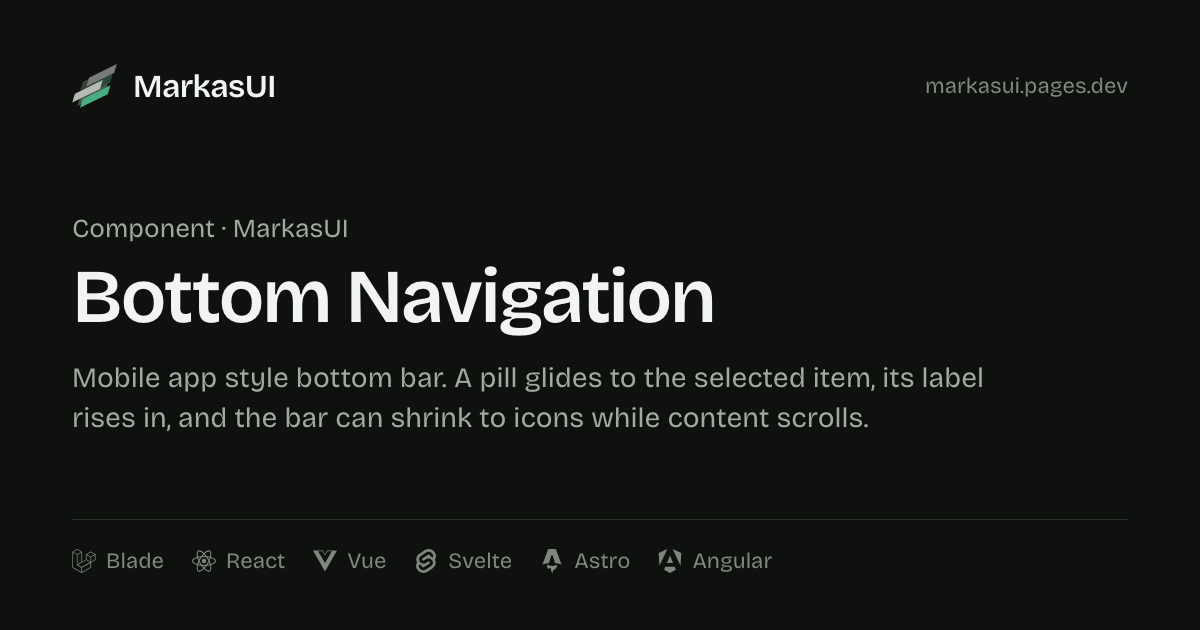 MarkasUI
markasui.pages.dev
Component · MarkasUI
Bottom Navigation
Mobile app style bottom bar. A pill glides to the selected item, its label
rises in, and the bar can shrink to icons while content scrolls.
Blade React Vue Svelte Astro Angular